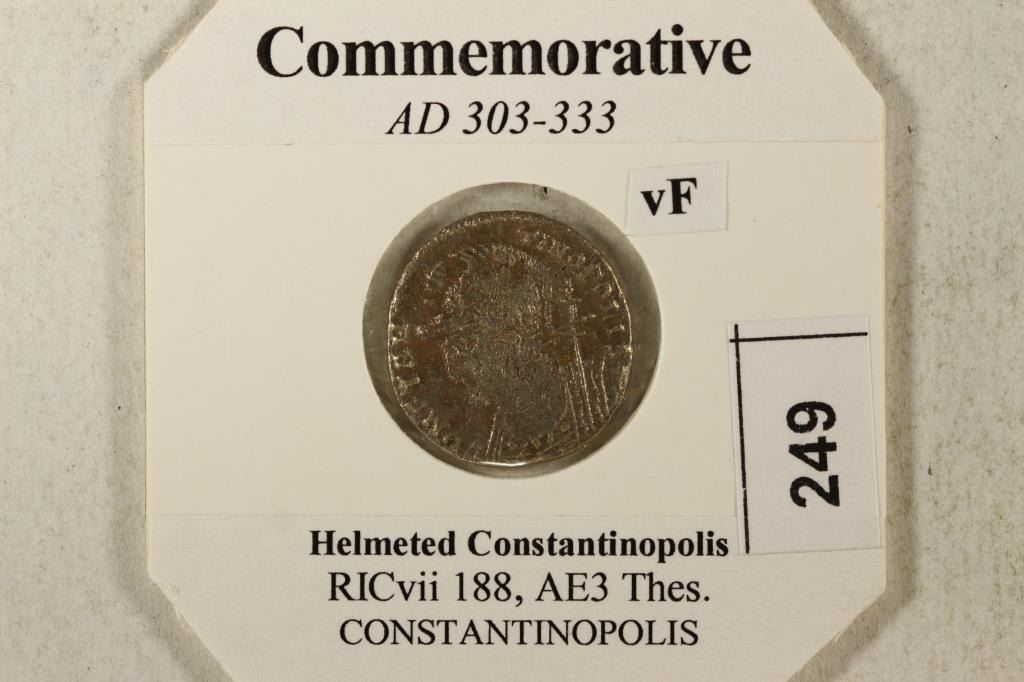 Commemorative
AD 303-333
vF
249
Helmeted Constantinopolis
RICvii 188, AE3 Thes.
CONSTANTINOPOLIS